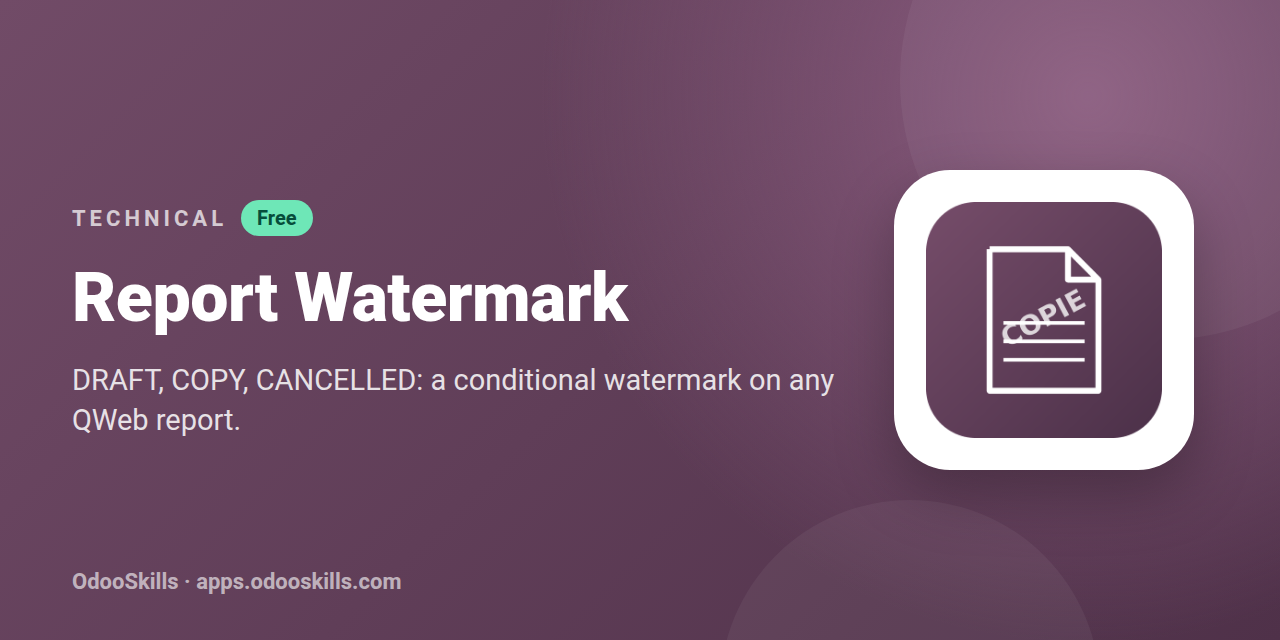 TECHNICAL Free
Report Watermark
DRAFT, COPY, CANCELLED: a conditional watermark on any
QWeb report.
COPIE
OdooSkills · apps.odooskills.com